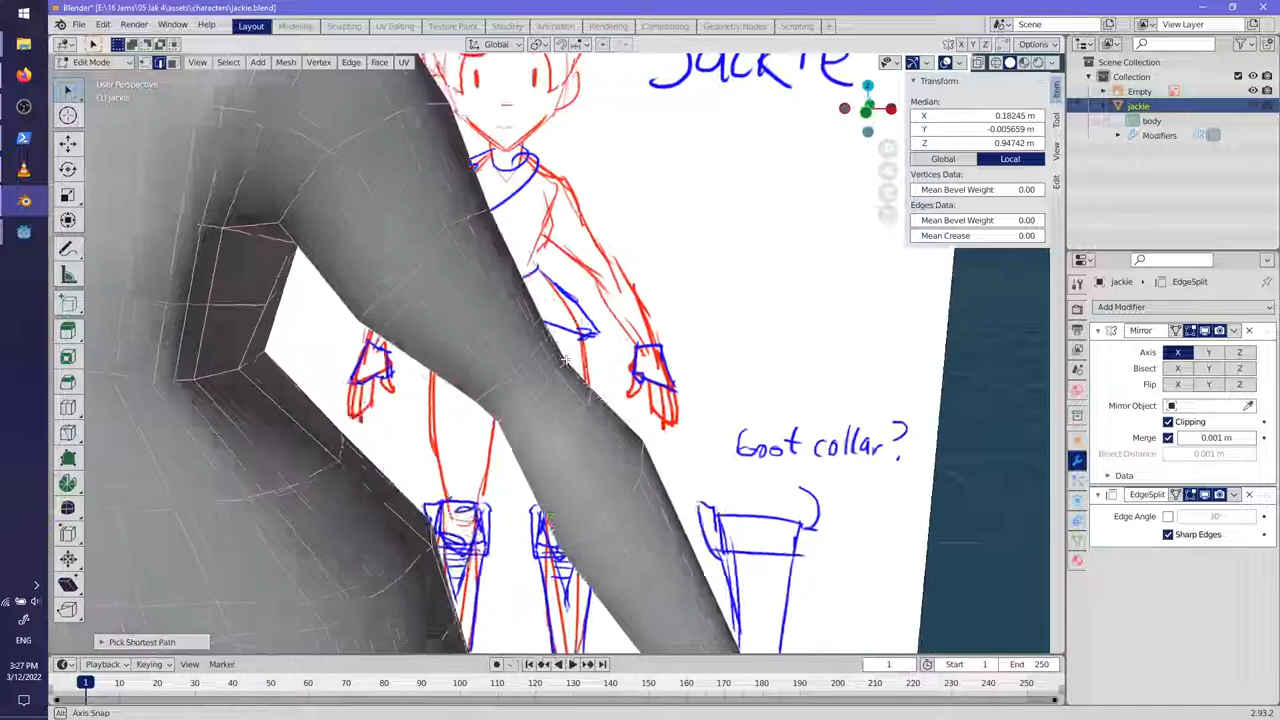 Blender* [E:\16 Jams\05 Jak 4\assets\characters\jackie.blend]
File Edit Render Window Help Layout Modeling Sculpting UV Editing Texture Paint Shading Animation Rendering Compositing Geometry Nodes Scripting + Scene View Layer
Global Options
Edit Mode View Select Add Mesh Vertex Edge Face UV X Y Z
User Perspective
(1) jackie
JACKIE
Transform
Median:
X 0.18245 m
Y -0.005659 m
Z 0.94742 m
Global Local
Vertices Data:
Mean Bevel Weight 0.00
Edges Data:
Mean Bevel Weight 0.00
Mean Crease 0.00
Item
Tool
View
Edit
Boot collar?
Scene Collection
Collection
Empty
jackie
body
Modifiers
jackie EdgeSplit
Add Modifier
Mirror
Axis X Y Z
Bisect X Y Z
Flip X Y Z
Mirror Object
Clipping
Merge 0.001 m
Bisect Distance 0.001 m
Data
EdgeSplit
Edge Angle 30°
Sharp Edges
Pick Shortest Path
Playback Keying View Marker 1 Start 1 End 250
1 10 20 30 40 50 60 70 80 90 100 110 120 130 140 150 160 170 180 190 200 210 220 230 240 250
Alt Axis Snap 2.93.2
ENG
3:27 PM
3/12/2022